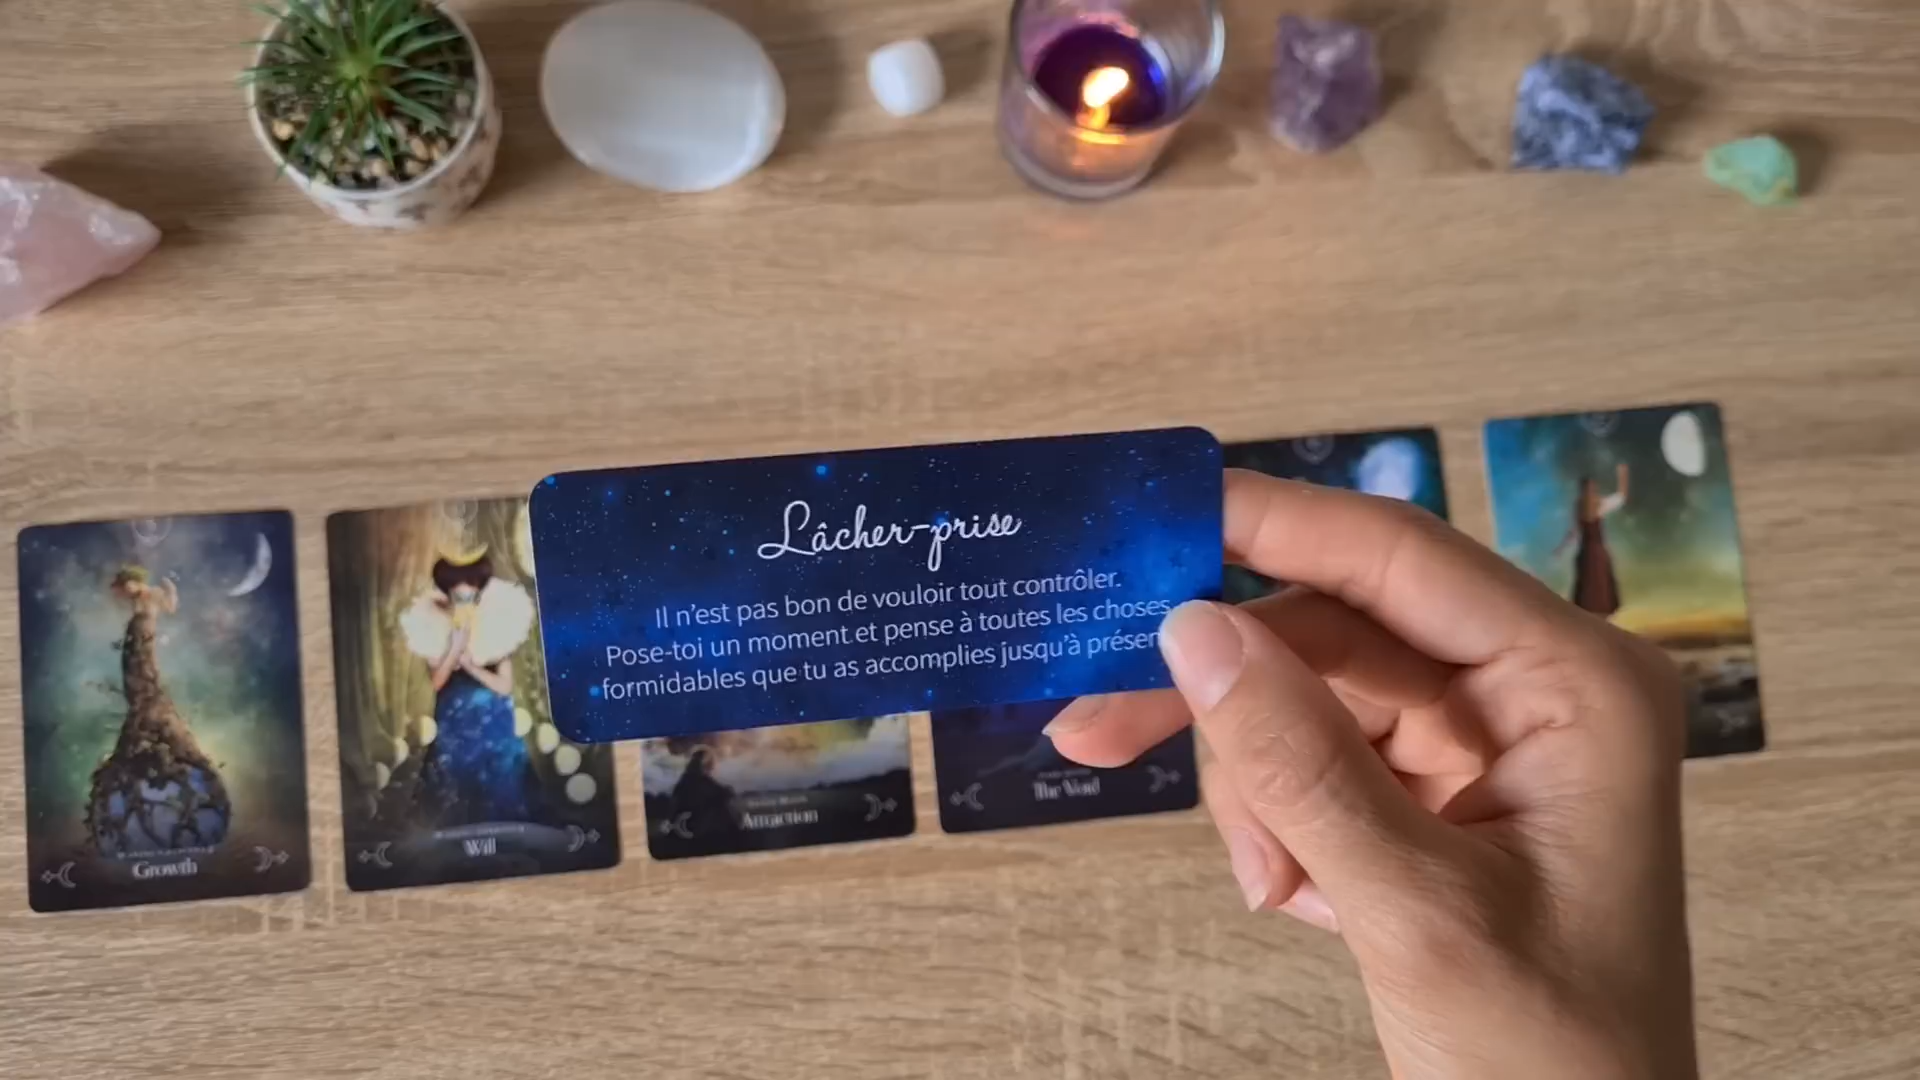 Lâcher-prise
Il n'est pas bon de vouloir tout contrôler.
Pose-toi un moment et pense à toutes les choses
formidables que tu as accomplies jusqu'à présen
Growth
Will
Attraction
The Void